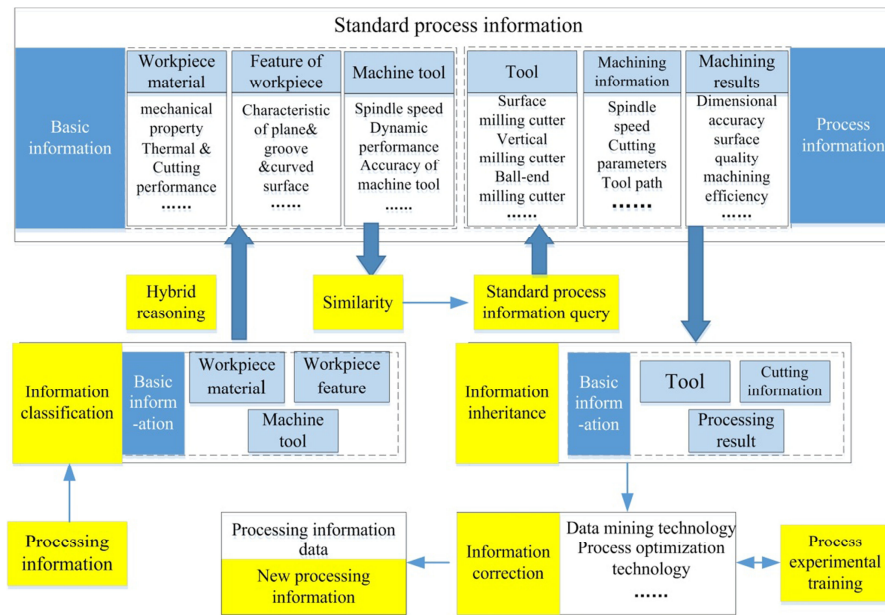 Standard process information
Basic
information
Workpiece
material
mechanical
property
Thermal &
Cutting
performance
......
Feature of
workpiece
Characteristic
of plane&
groove
&curved
surface
......
Machine tool
Spindle speed
Dynamic
performance
Accuracy of
machine tool
......
Tool
Surface
milling cutter
Vertical
milling cutter
Ball-end
milling cutter
......
Machining
information
Spindle
speed
Cutting
parameters
Tool path
......
Machining
results
Dimensional
accuracy
surface
quality
machining
efficiency
......
Process
information
Hybrid
reasoning
Similarity
Standard process
information query
Information
classification
Basic
inform
-ation
Workpiece
material
Workpiece
feature
Machine
tool
Information
inheritance
Basic
inform
-ation
Tool
Cutting
information
Processing
result
Processing
information
Processing information
data
New processing
information
Information
correction
Data mining technology
Process optimization
technology
......
Process
experimental
training